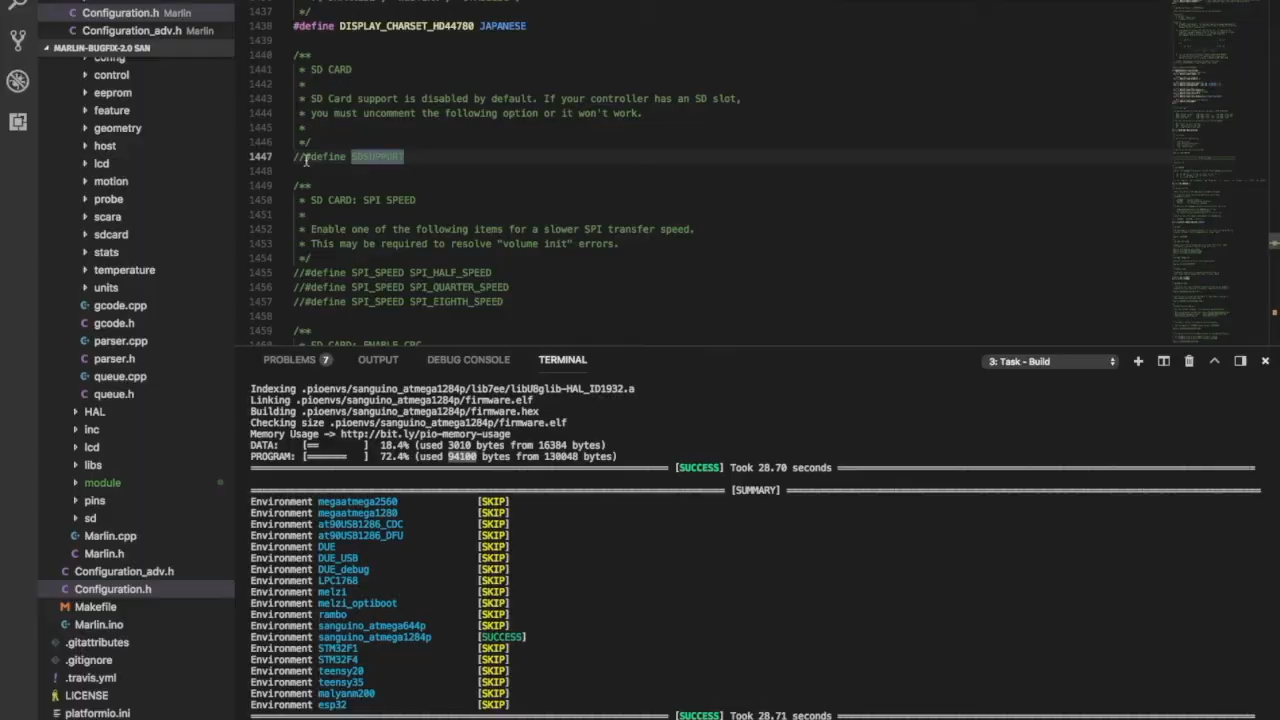 Configuration.h Marlin
Configuration_adv.h Marlin
MARLIN-BUGFIX-2.0 SAN
config
control
eeprom
feature
geometry
host
lcd
motion
probe
scara
sdcard
stats
temperature
units
gcode.cpp
gcode.h
parser.cpp
parser.h
queue.cpp
queue.h
HAL
inc
lcd
libs
module
pins
sd
Marlin.cpp
Marlin.h
Configuration_adv.h
Configuration.h
Makefile
Marlin.ino
.gitattributes
.gitignore
.travis.yml
LICENSE
platformio.ini
1437 */
1438 #define DISPLAY_CHARSET_HD44780 JAPANESE
1439
1440 /**
1441 * SD CARD
1442 *
1443 * SD Card support is disabled by default. If your controller has an SD slot,
1444 * you must uncomment the following option or it won't work.
1445 *
1446 */
1447 //#define SDSUPPORT
1448
1449 /**
1450 * SD CARD: SPI SPEED
1451 *
1452 * Enable one of the following items for a slower SPI transfer speed.
1453 * This may be required to resolve "volume init" errors.
1454 */
1455 //#define SPI_SPEED SPI_HALF_SPEED
1456 //#define SPI_SPEED SPI_QUARTER_SPEED
1457 //#define SPI_SPEED SPI_EIGHTH_SPEED
1458
1459 /**
* SD CARD: ENABLE CRC
PROBLEMS 7 OUTPUT DEBUG CONSOLE TERMINAL 3: Task - Build
Indexing .pioenvs/sanguino_atmega1284p/lib7ee/libU8glib-HAL_ID1932.a
Linking .pioenvs/sanguino_atmega1284p/firmware.elf
Building .pioenvs/sanguino_atmega1284p/firmware.hex
Checking size .pioenvs/sanguino_atmega1284p/firmware.elf
Memory Usage -> http://bit.ly/pio-memory-usage
DATA: [== ] 18.4% (used 3010 bytes from 16384 bytes)
PROGRAM: [======= ] 72.4% (used 94100 bytes from 130048 bytes)
[SUCCESS] Took 28.70 seconds
[SUMMARY]
Environment megaatmega2560 [SKIP]
Environment megaatmega1280 [SKIP]
Environment at90USB1286_CDC [SKIP]
Environment at90USB1286_DFU [SKIP]
Environment DUE [SKIP]
Environment DUE_USB [SKIP]
Environment DUE_debug [SKIP]
Environment LPC1768 [SKIP]
Environment melzi [SKIP]
Environment melzi_optiboot [SKIP]
Environment rambo [SKIP]
Environment sanguino_atmega644p [SKIP]
Environment sanguino_atmega1284p [SUCCESS]
Environment STM32F1 [SKIP]
Environment STM32F4 [SKIP]
Environment teensy20 [SKIP]
Environment teensy35 [SKIP]
Environment malyanm200 [SKIP]
Environment esp32 [SKIP]
[SUCCESS] Took 28.71 seconds